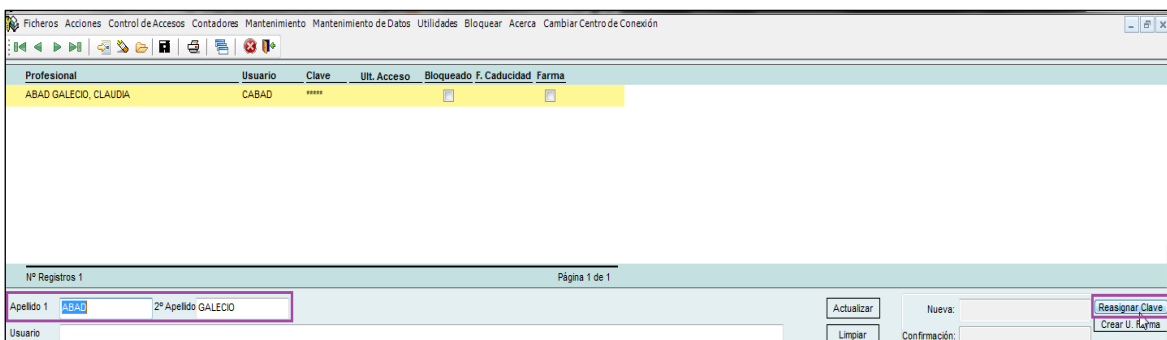 Ficheros Acciones Control de Accesos Contadores Mantenimiento Mantenimiento de Datos Utilidades Bloquear Acerca Cambiar Centro de Conexión
Profesional Usuario Clave Ult. Acceso Bloqueado F. Caducidad Farma
ABAD GALECIO, CLAUDIA CABAD *****
Nº Registros 1 Página 1 de 1
Apellido 1 ABAD 2º Apellido GALECIO Actualizar Nueva: Reasignar Clave
Usuario Limpiar Confirmación: Crear U. Farma